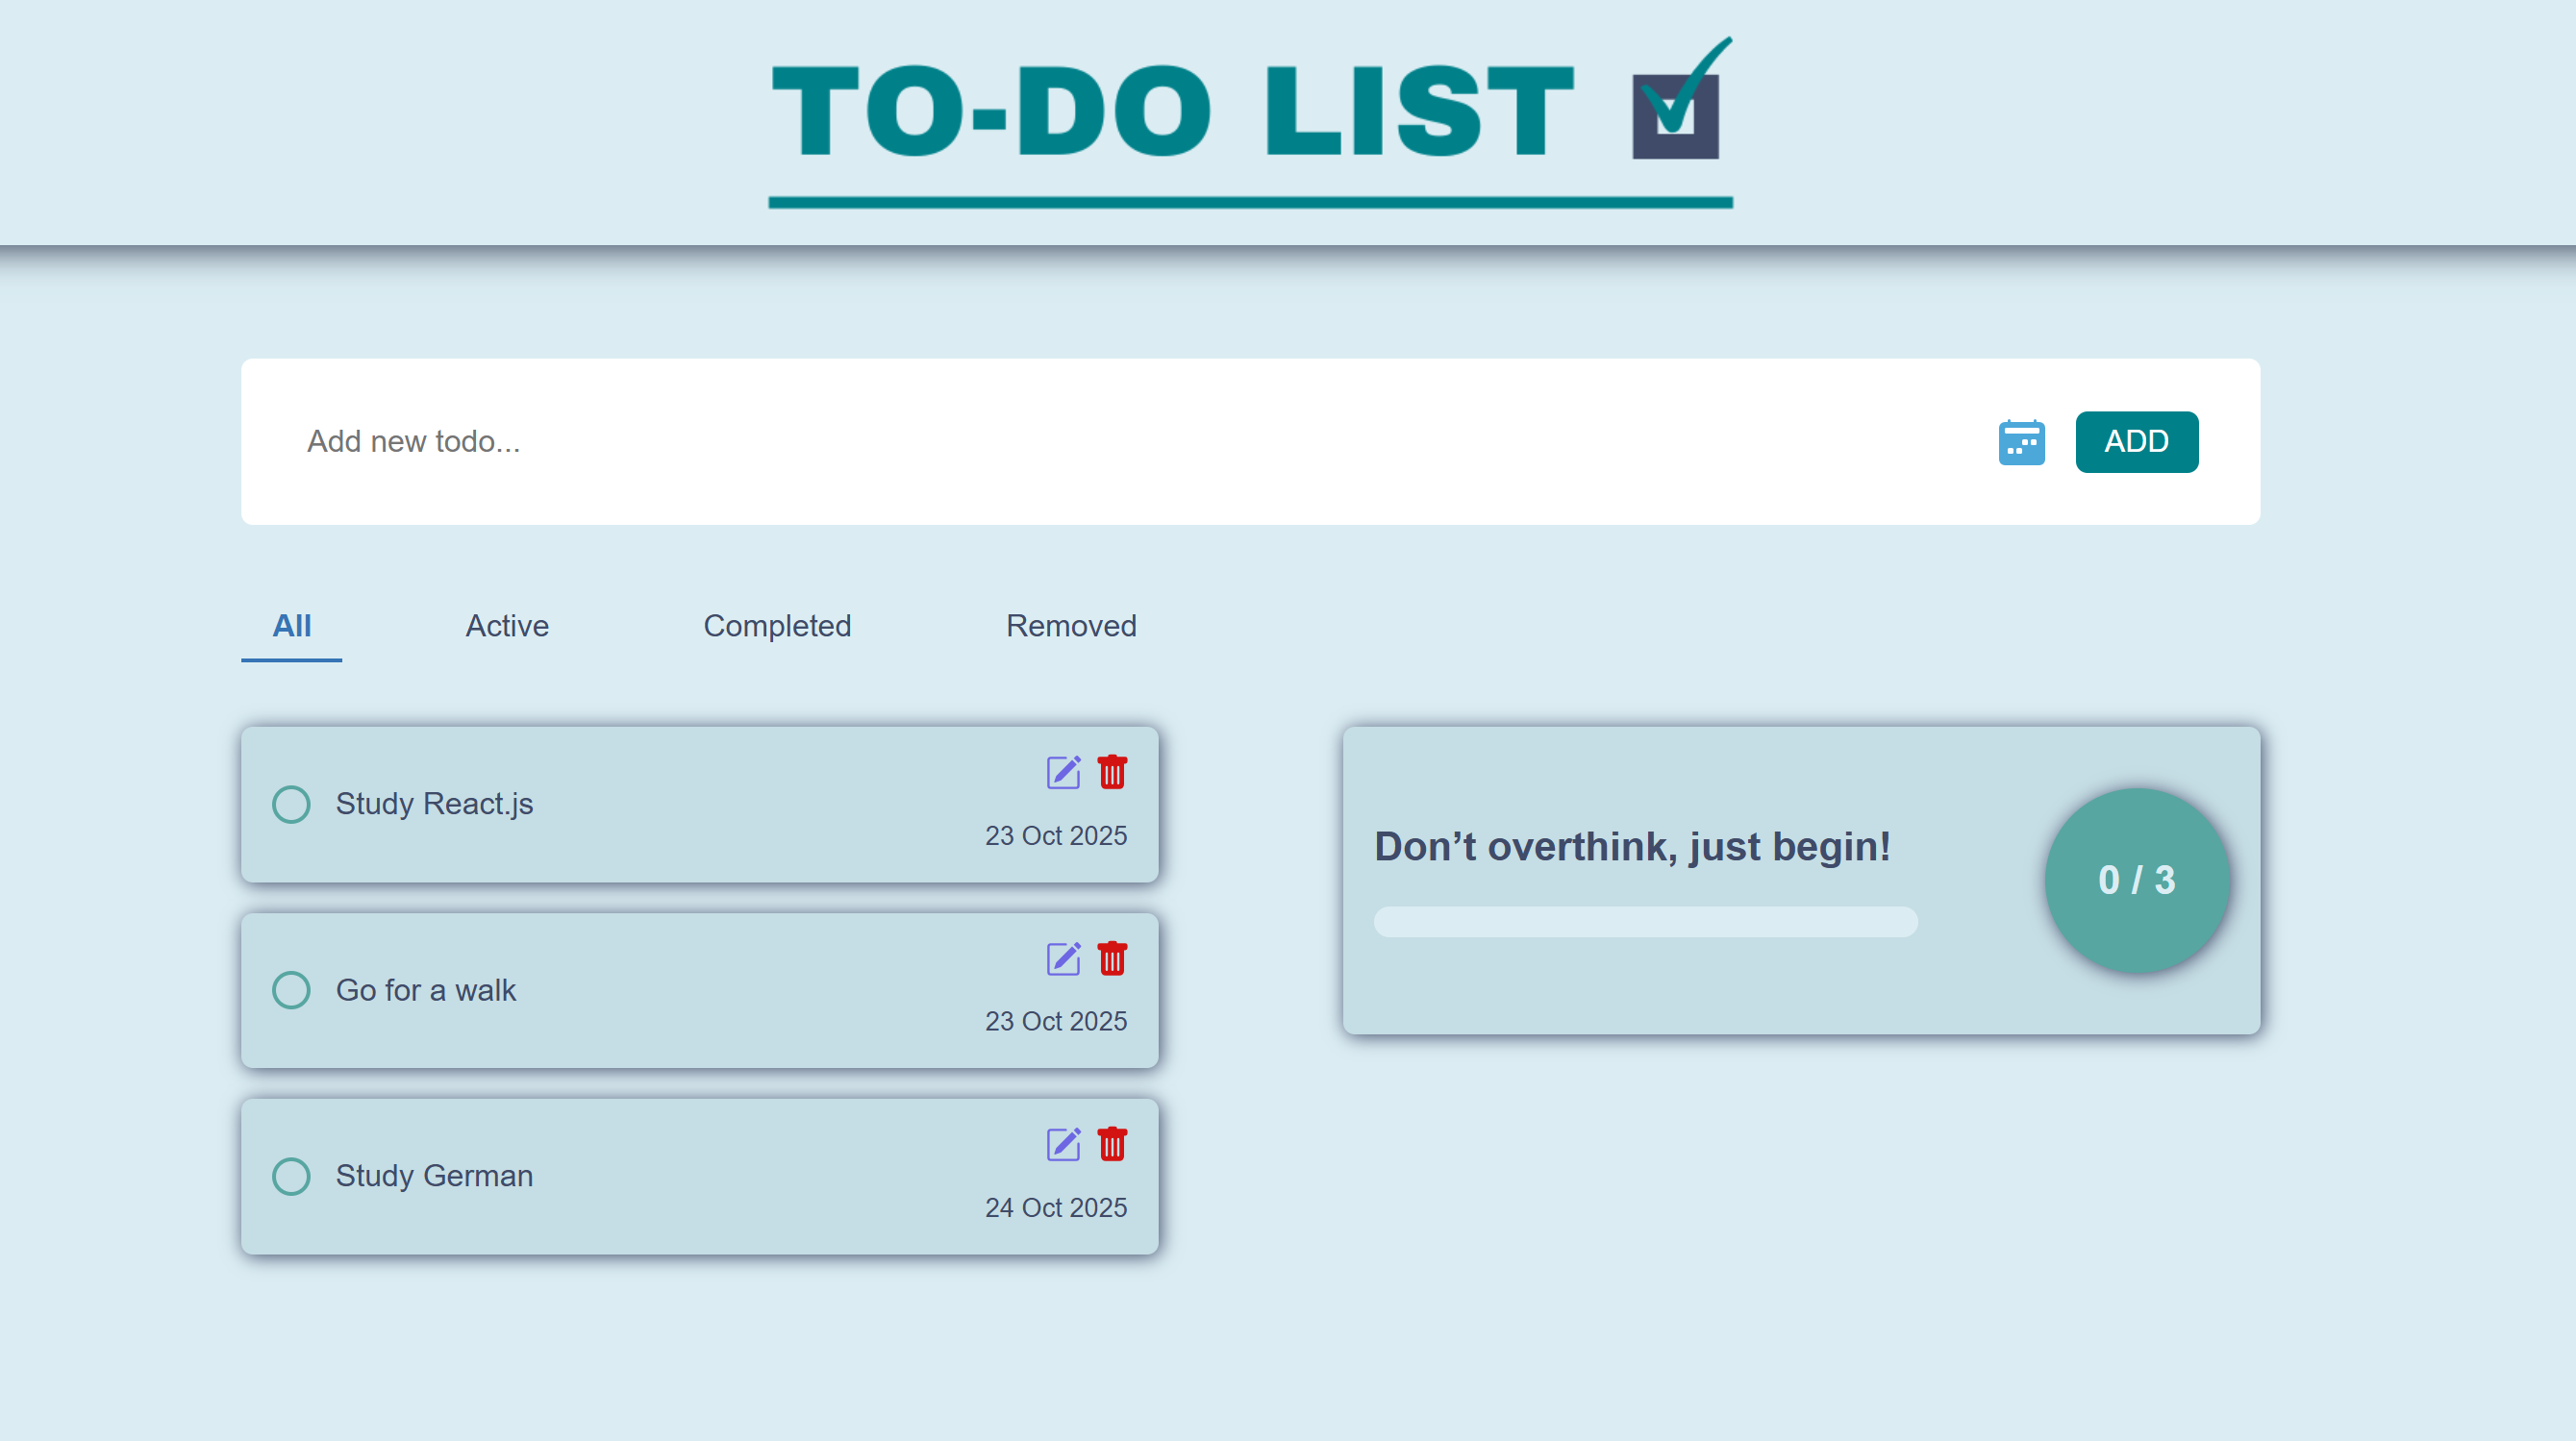 TO-DO LIST
Add new todo...
ADD
All
Active
Completed
Removed
Study React.js
23 Oct 2025
Go for a walk
23 Oct 2025
Study German
24 Oct 2025
Don’t overthink, just begin!
0 / 3